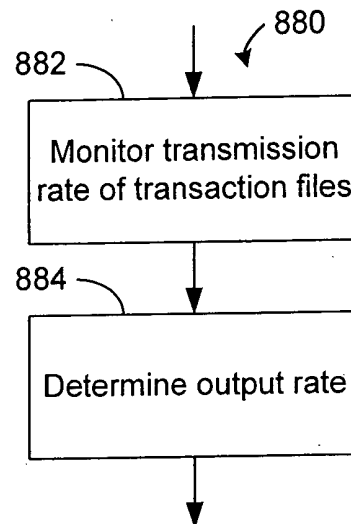 880
882
Monitor transmission
rate of transaction files
884
Determine output rate